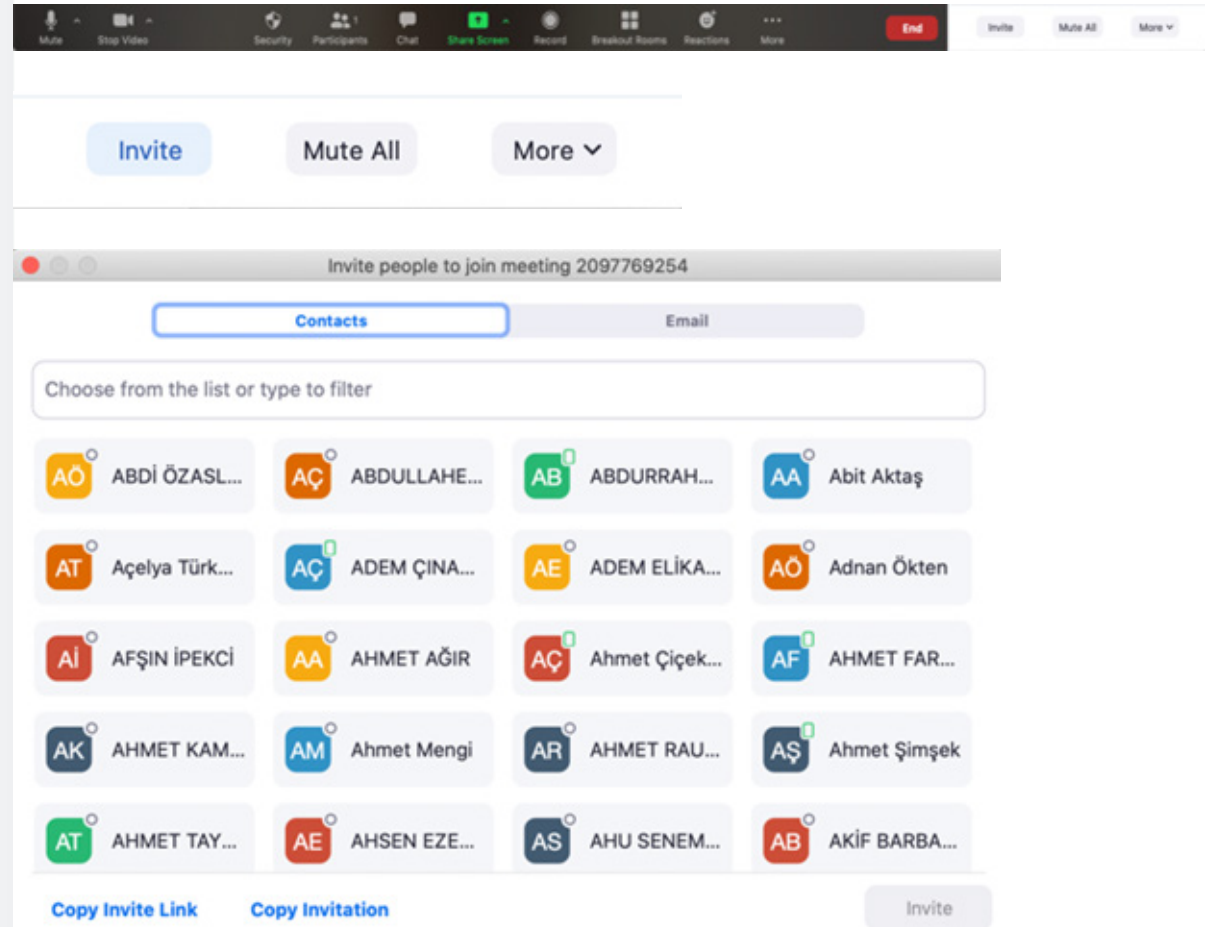 Mute Stop Video Security Participants 1 Chat Share Screen Record Breakout Rooms Reactions More End Invite Mute All More
Invite Mute All More
Invite people to join meeting 2097769254
Contacts Email
Choose from the list or type to filter
AÖ ABDİ ÖZASL... AÇ ABDULLAHE... AB ABDURRAH... AA Abit Aktaş
AT Açelya Türk... AÇ ADEM ÇINA... AE ADEM ELİKA... AÖ Adnan Ökten
Aİ AFŞIN İPEKCİ AA AHMET AĞIR AÇ Ahmet Çiçek... AF AHMET FAR...
AK AHMET KAM... AM Ahmet Mengi AR AHMET RAU... AŞ Ahmet Şimşek
AT AHMET TAY... AE AHSEN EZE... AS AHU SENEM... AB AKİF BARBA...
Copy Invite Link Copy Invitation Invite